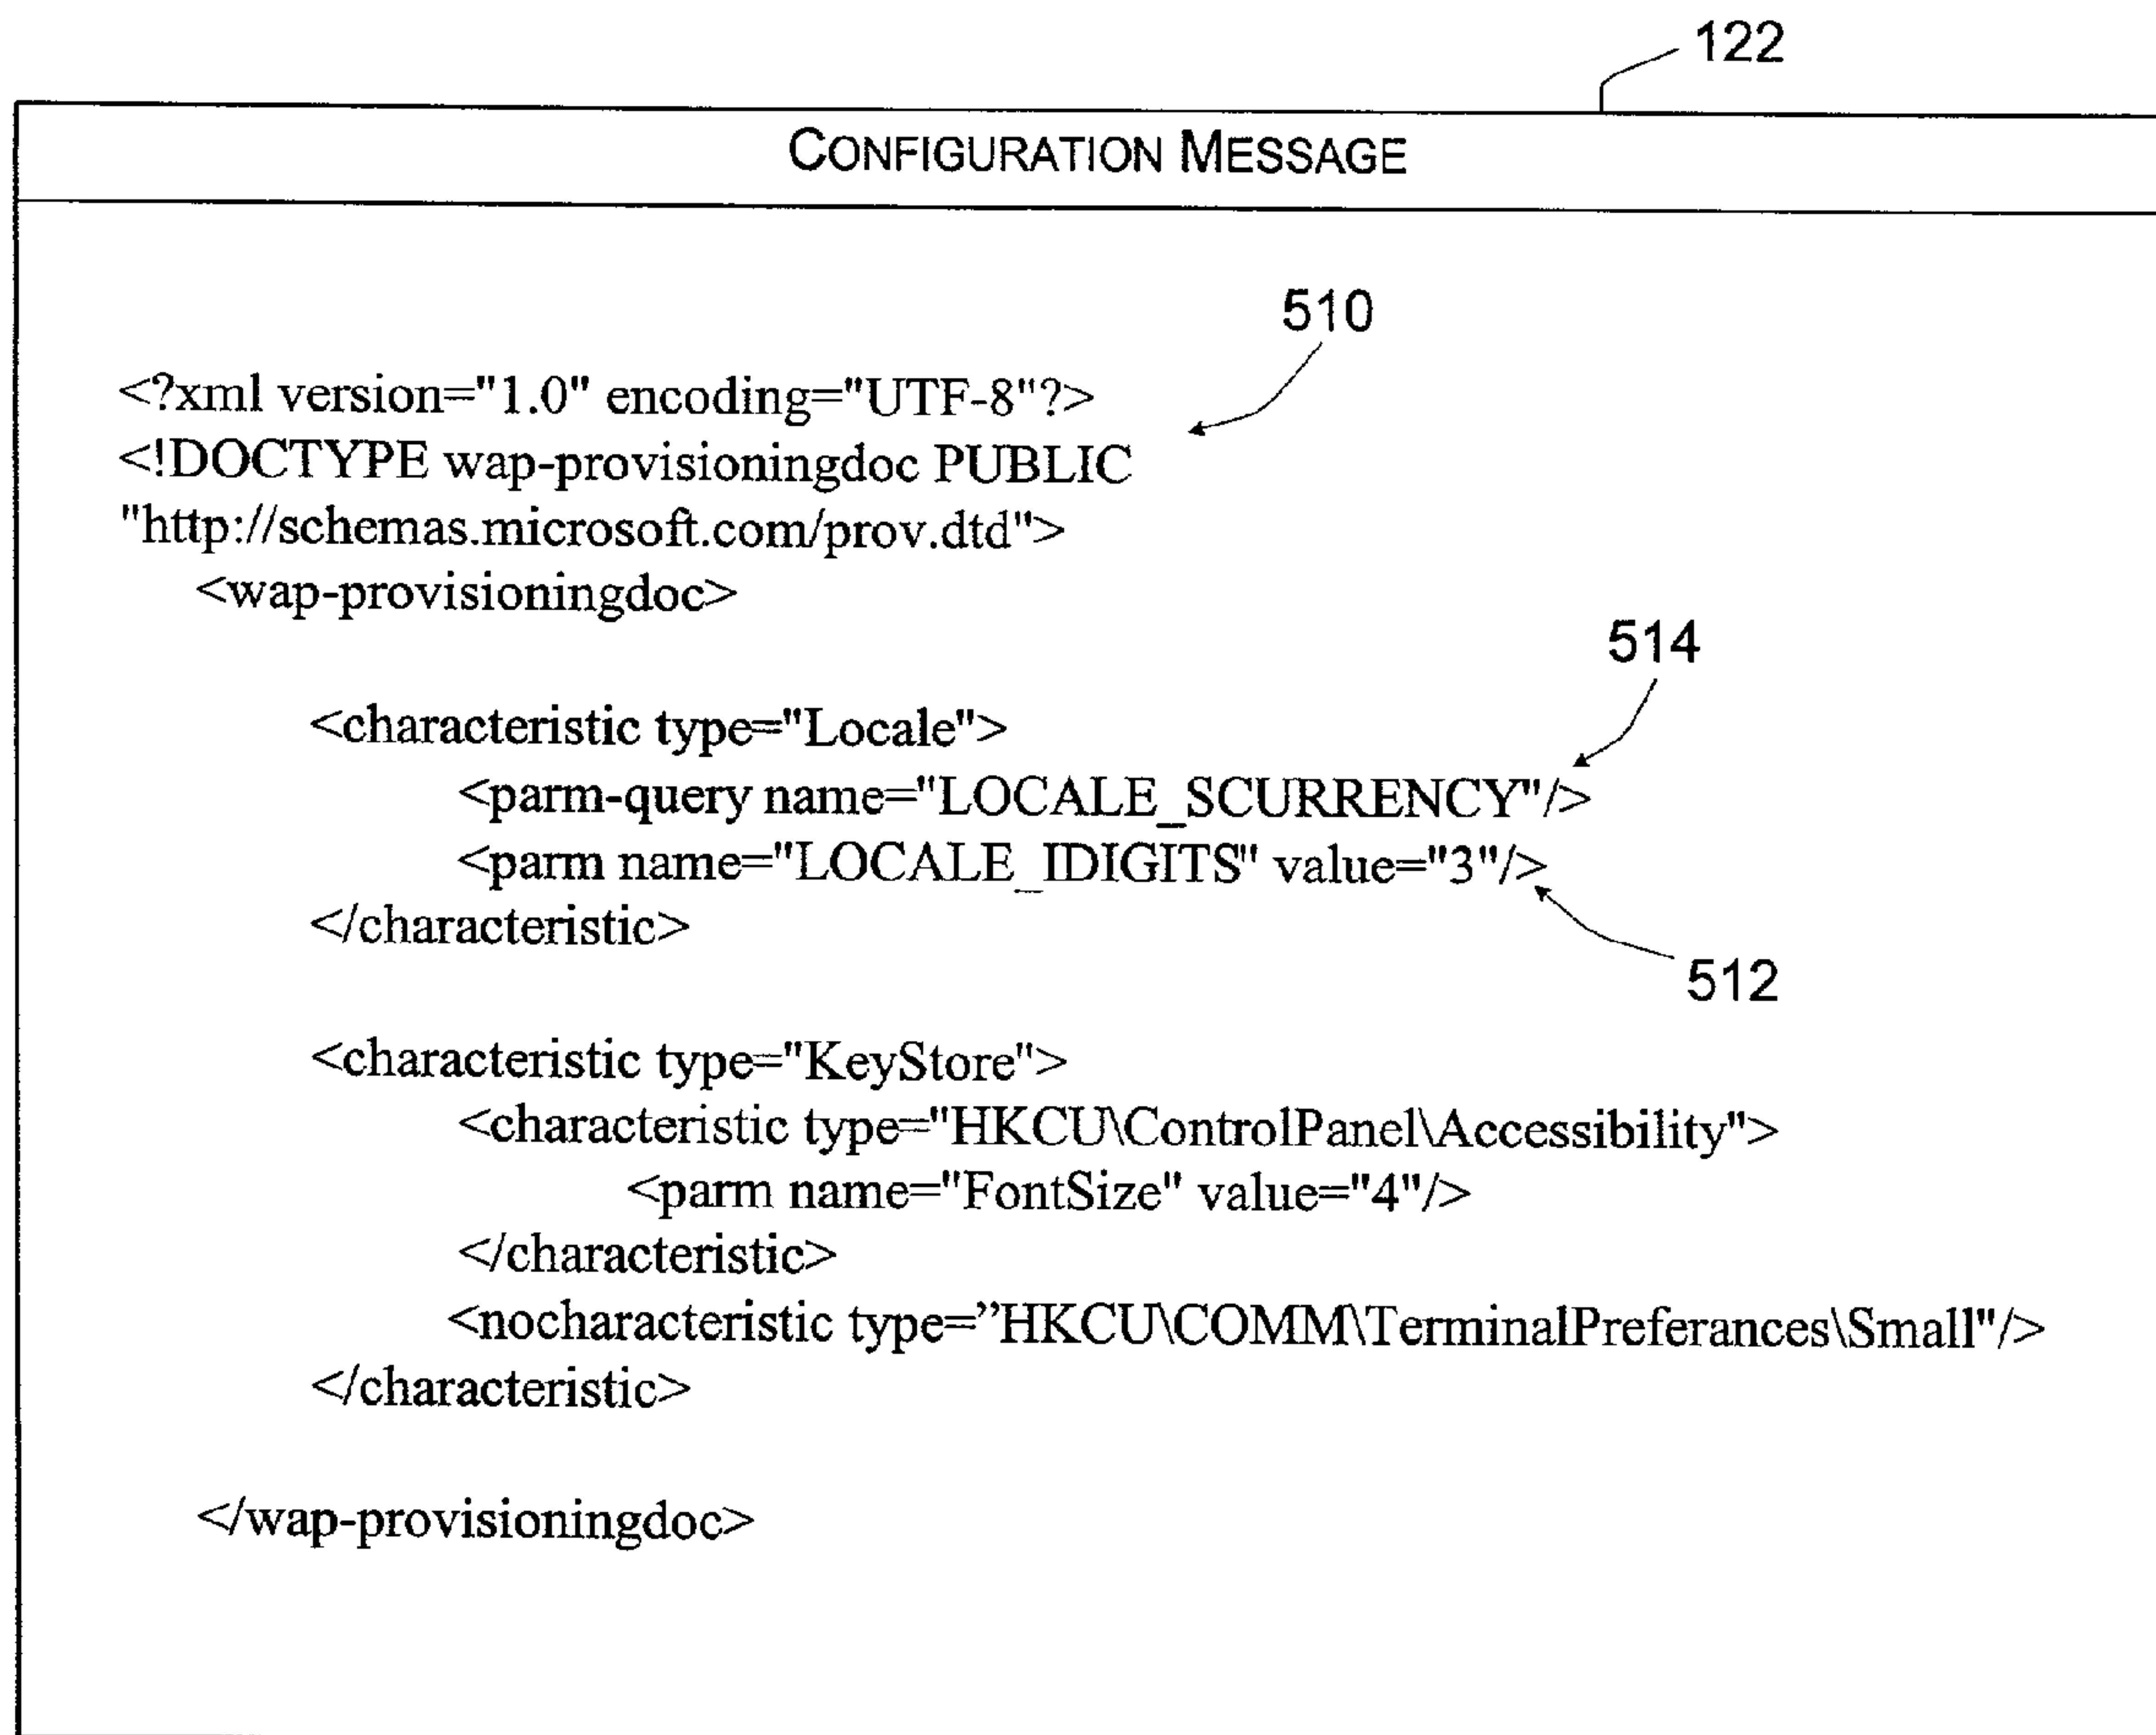 122
CONFIGURATION MESSAGE
510
<?xml version="1.0" encoding="UTF-8"?>
<!DOCTYPE wap-provisioningdoc PUBLIC
"http://schemas.microsoft.com/prov.dtd">
<wap-provisioningdoc>
514
<characteristic type="Locale">
<parm-query name="LOCALE_SCURRENCY"/>
<parm name="LOCALE_IDIGITS" value="3"/>
</characteristic>
512
<characteristic type="KeyStore">
<characteristic type="HKCU\ControlPanel\Accessibility">
<parm name="FontSize" value="4"/>
</characteristic>
<nocharacteristic type=”HKCU\COMM\TerminalPreferances\Small"/>
</characteristic>
</wap-provisioningdoc>